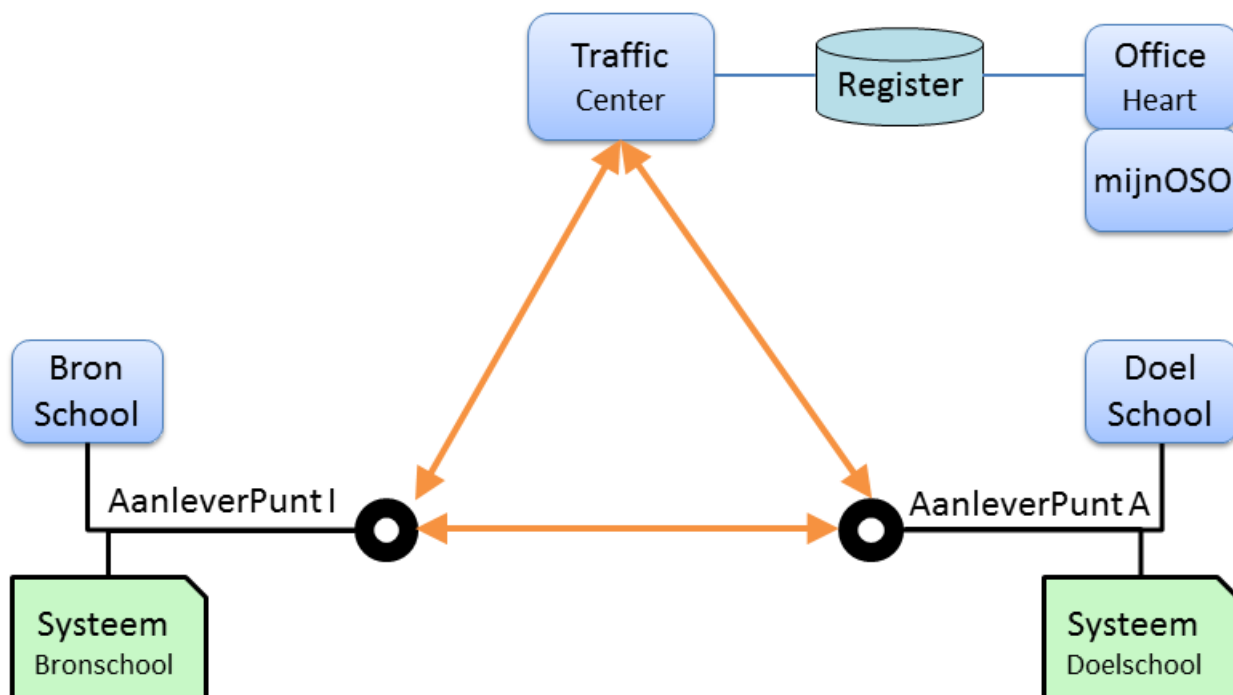 Traffic
Center
Register
Office
Heart
mijnOSO
Bron
School
Doel
School
AanleverPunt I
AanleverPunt A
Systeem
Bronschool
Systeem
Doelschool